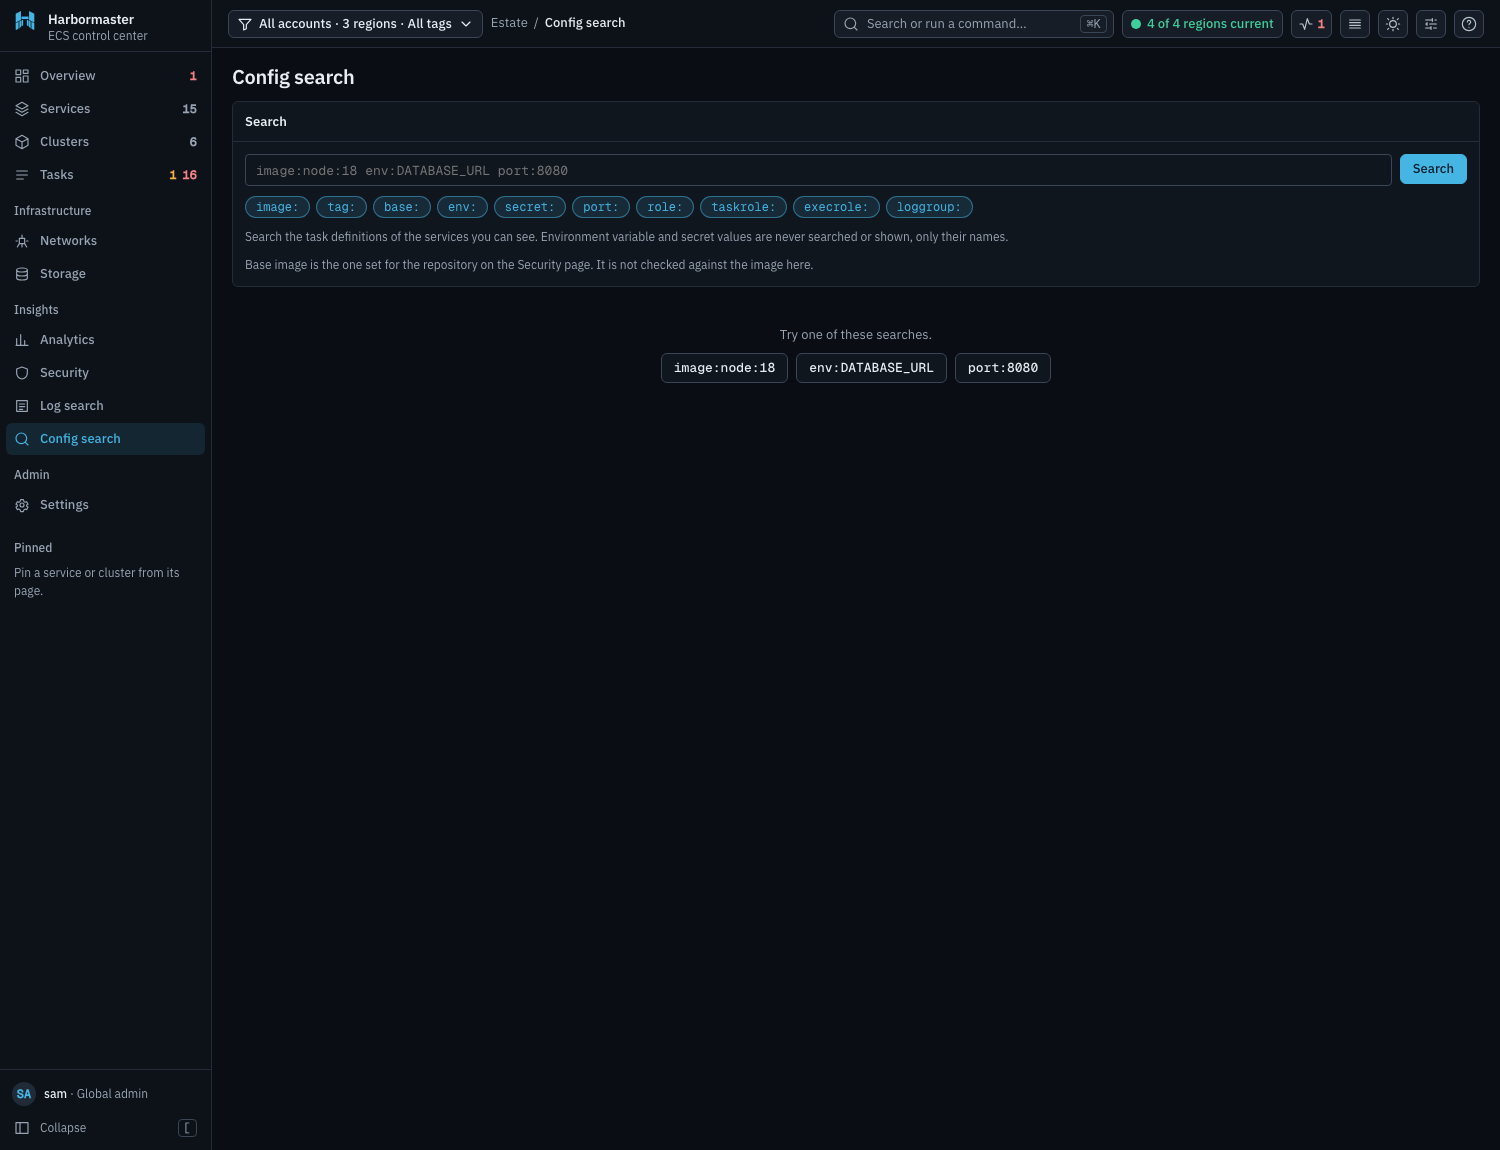 Harbormaster
ECS control center
Overview 1
Services 15
Clusters 6
Tasks 1 16
Infrastructure
Networks
Storage
Insights
Analytics
Security
Log search
Config search
Admin
Settings
Pinned
Pin a service or cluster from its
page.
SA sam · Global admin
Collapse [
All accounts · 3 regions · All tags
Estate / Config search
Search or run a command... ⌘K
4 of 4 regions current
1
Config search
Search
image:node:18 env:DATABASE_URL port:8080
Search
image: tag: base: env: secret: port: role: taskrole: execrole: loggroup:
Search the task definitions of the services you can see. Environment variable and secret values are never searched or shown, only their names.
Base image is the one set for the repository on the Security page. It is not checked against the image here.
Try one of these searches.
image:node:18 env:DATABASE_URL port:8080